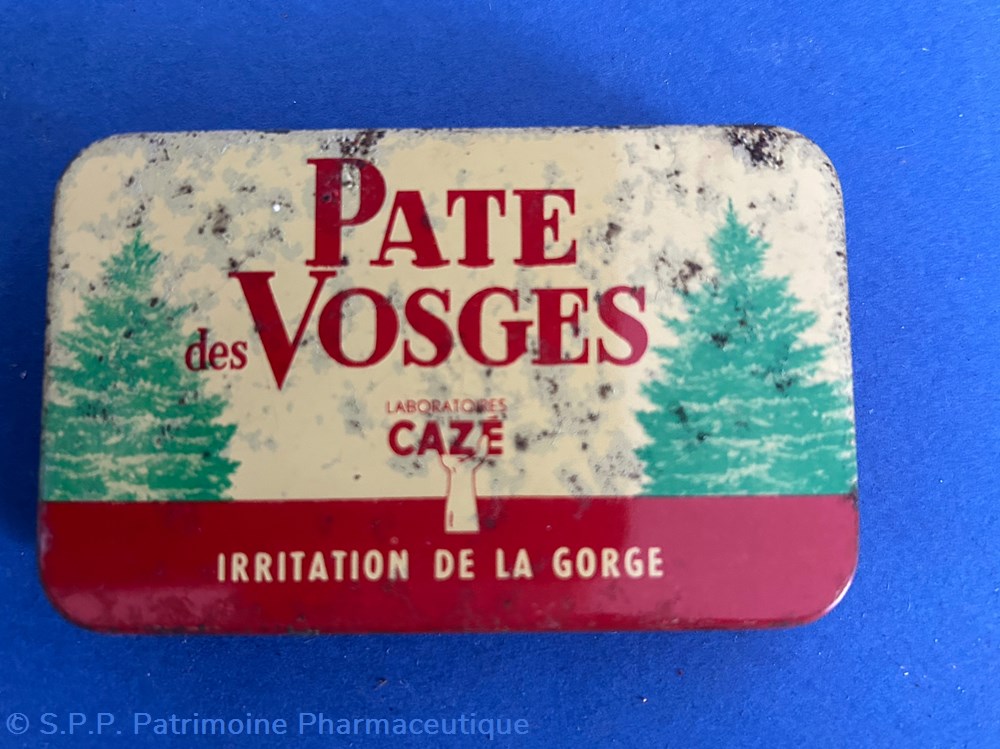 PATE
des VOSGES
LABORATOIRES
CAZÉ
IRRITATION DE LA GORGE
© S.P.P. Patrimoine Pharmaceutique